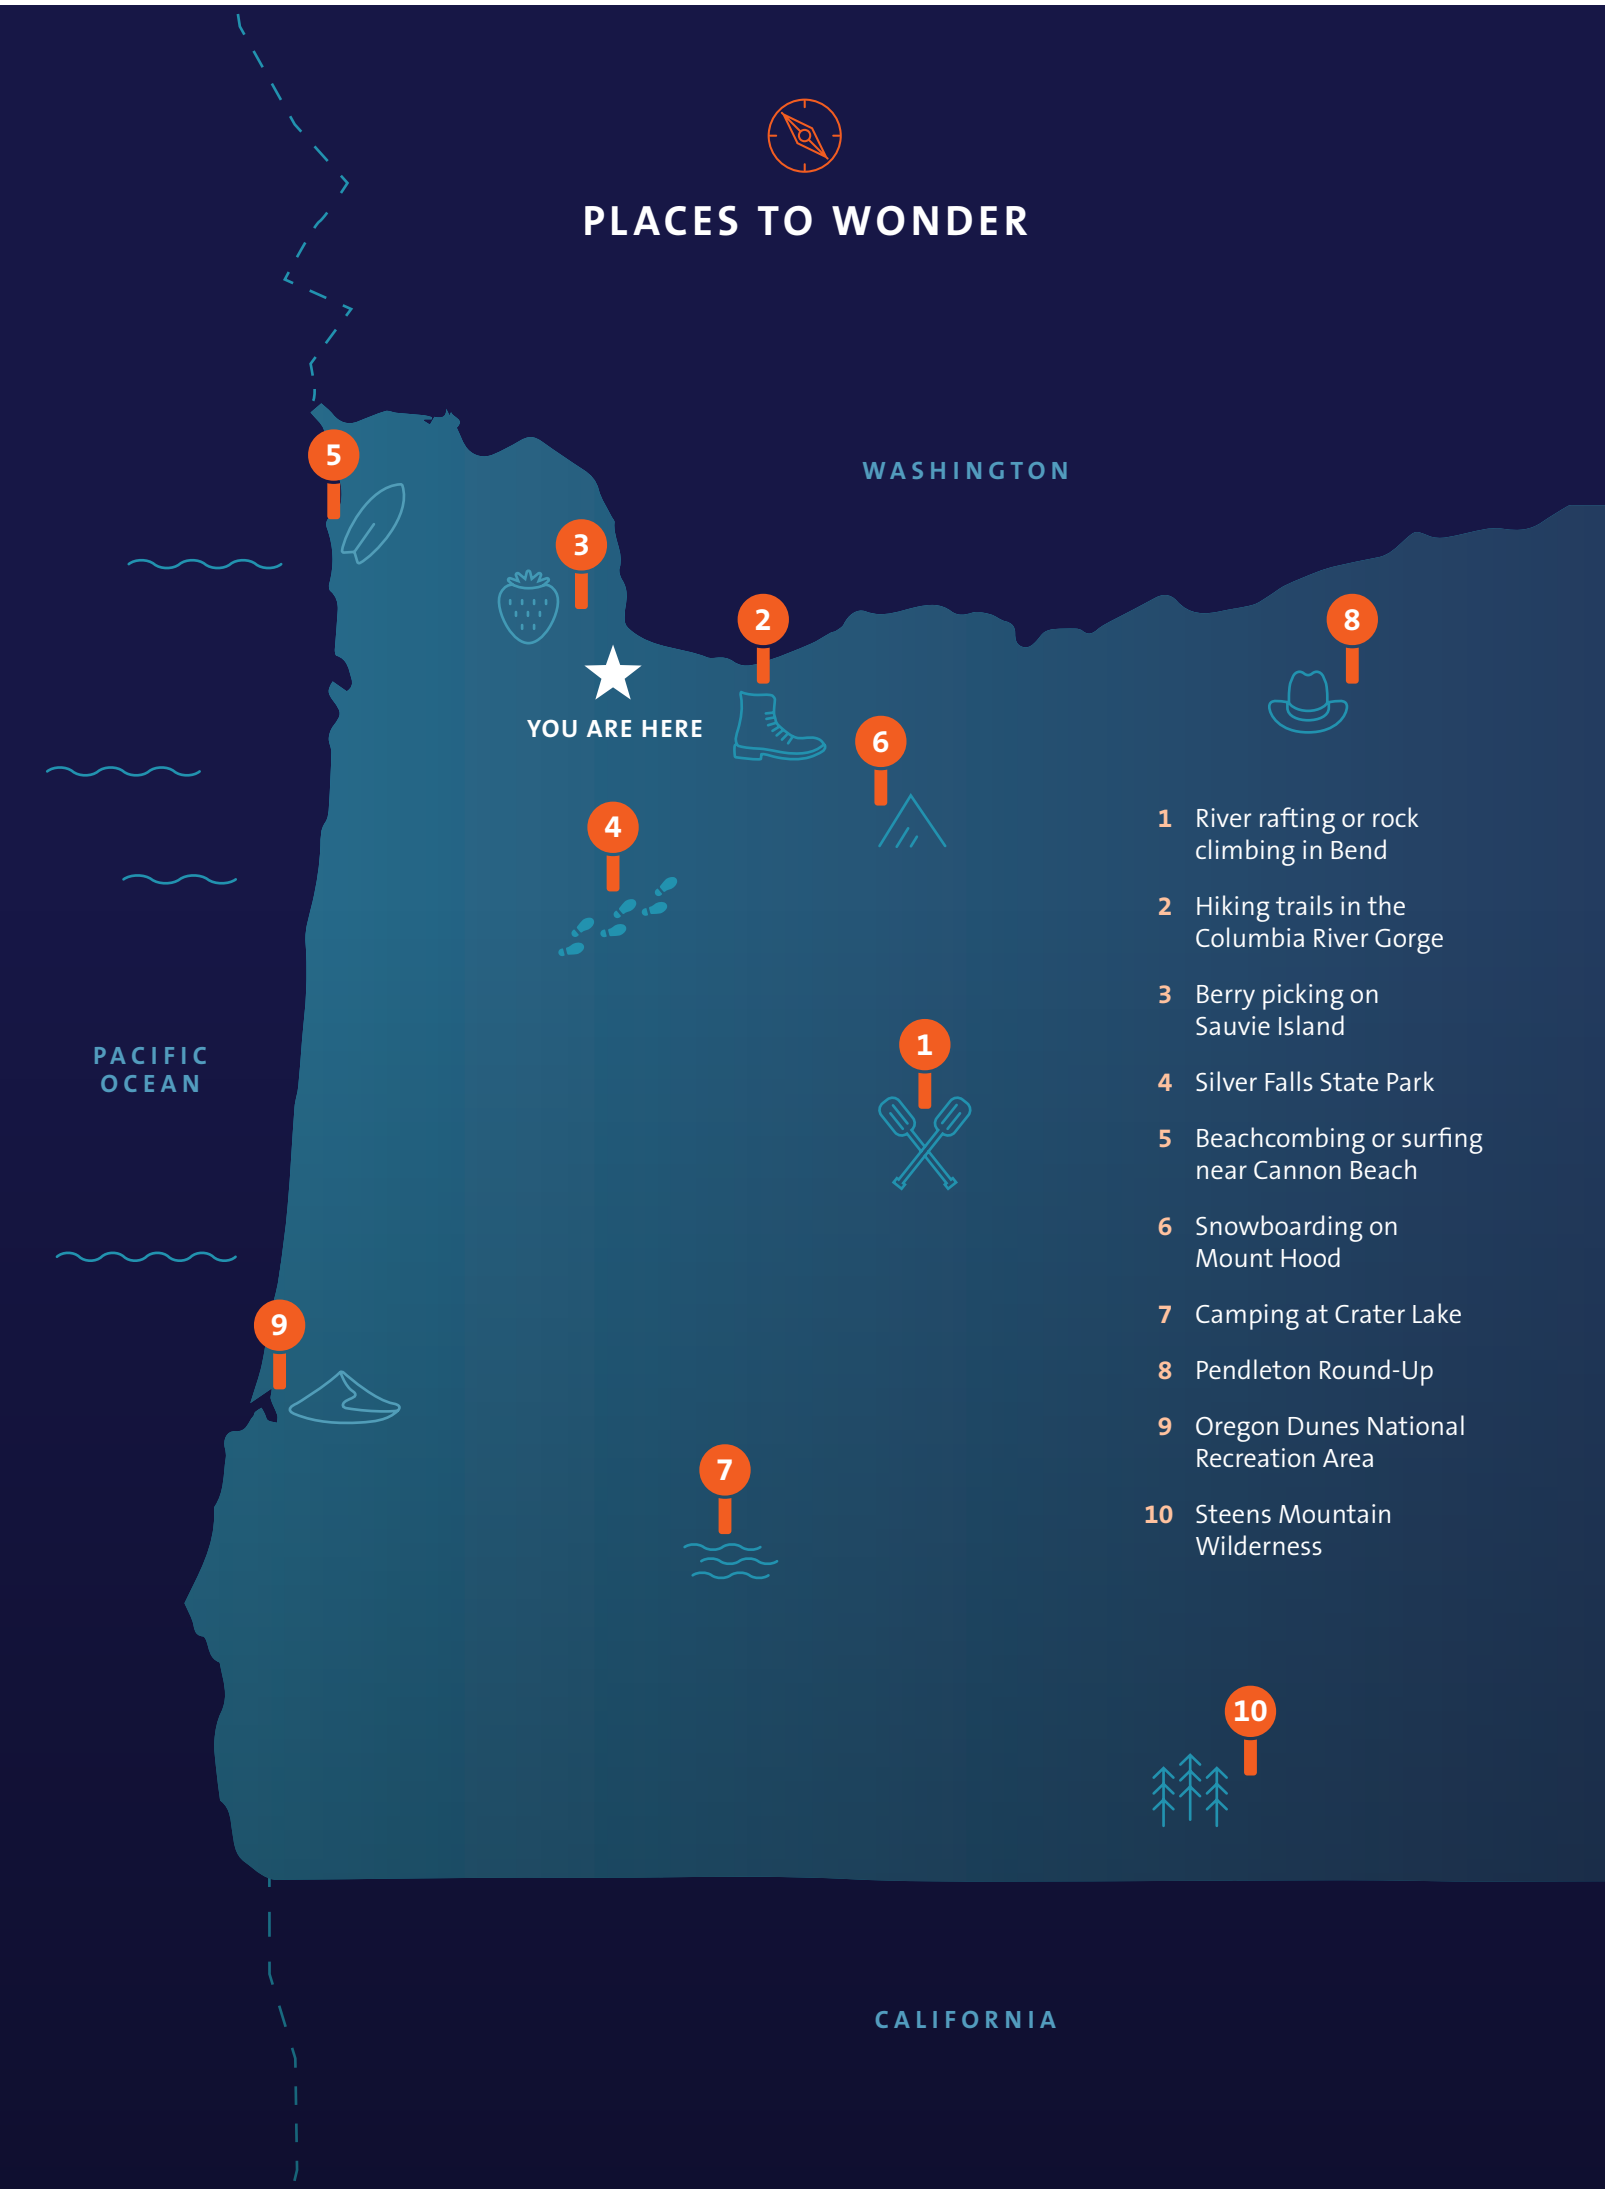 PLACES TO WONDER
WASHINGTON
5
3
2
8
YOU ARE HERE
6
4
1
PACIFIC
OCEAN
9
7
10
1 River rafting or rock
climbing in Bend
2 Hiking trails in the
Columbia River Gorge
3 Berry picking on
Sauvie Island
4 Silver Falls State Park
5 Beachcombing or surfing
near Cannon Beach
6 Snowboarding on
Mount Hood
7 Camping at Crater Lake
8 Pendleton Round-Up
9 Oregon Dunes National
Recreation Area
10 Steens Mountain
Wilderness
CALIFORNIA